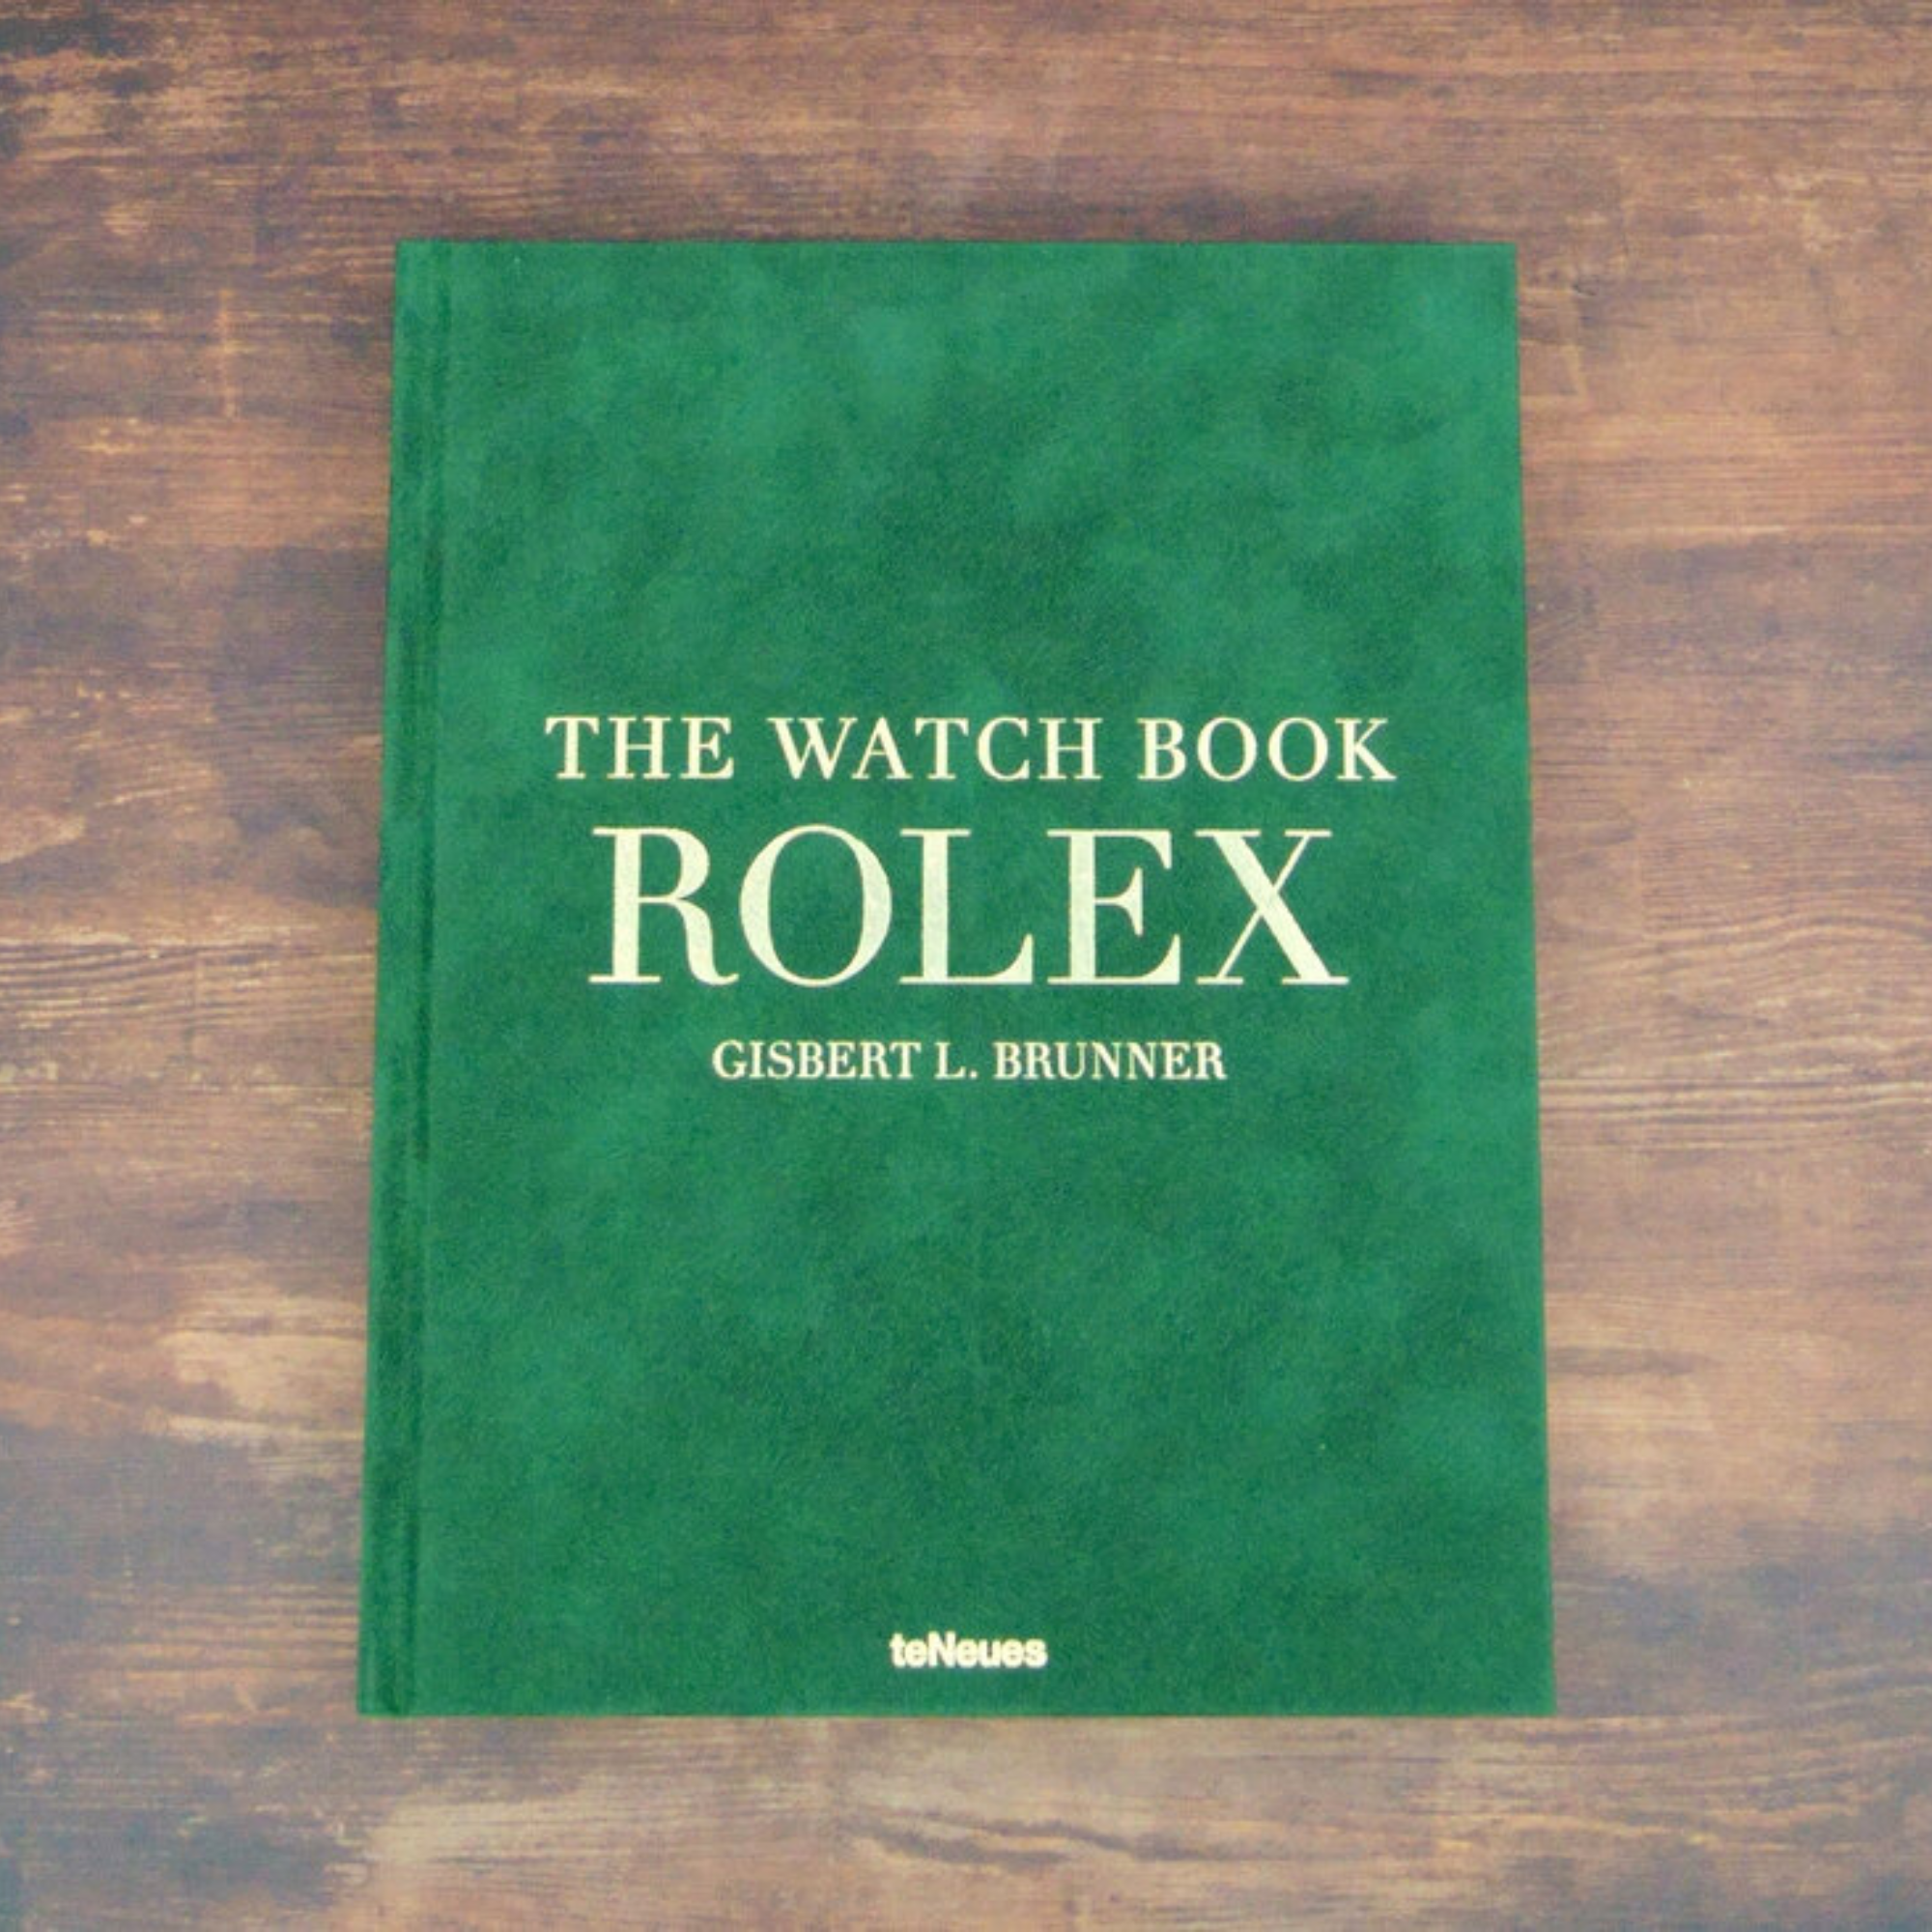 THE WATCH BOOK
ROLEX
GISBERT L. BRUNNER
teNeues